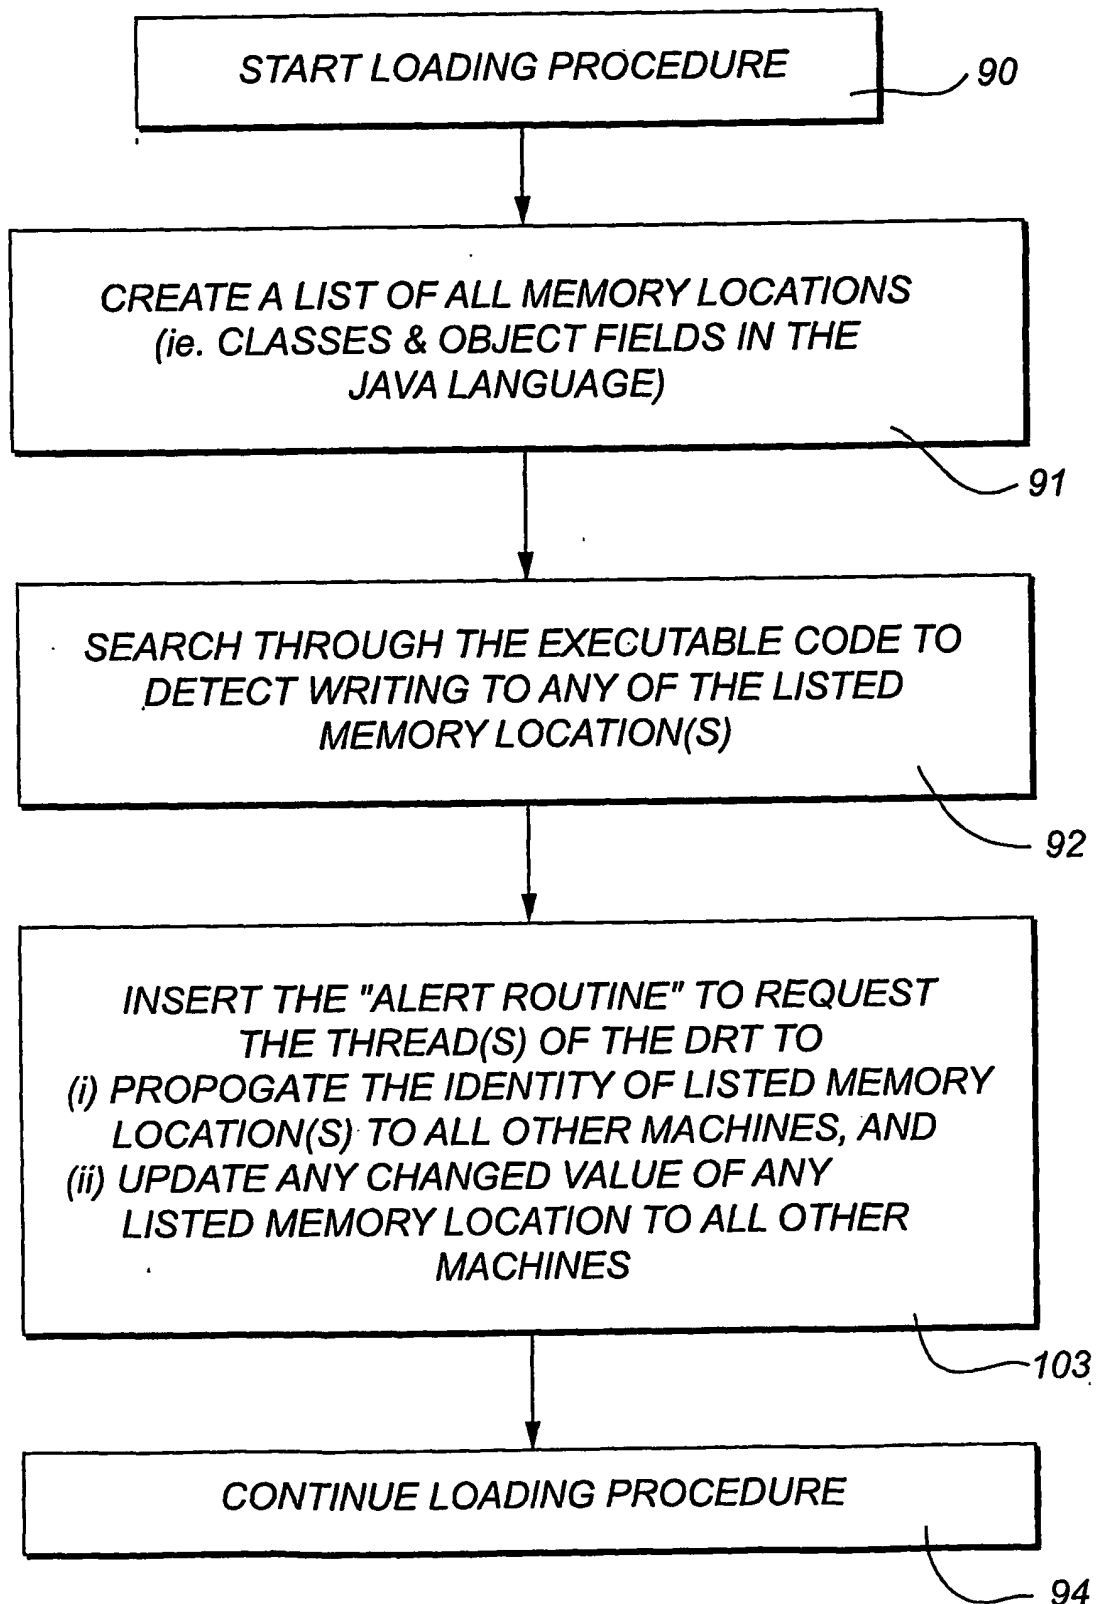 START LOADING PROCEDURE
90
CREATE A LIST OF ALL MEMORY LOCATIONS
(ie. CLASSES & OBJECT FIELDS IN THE
JAVA LANGUAGE)
91
SEARCH THROUGH THE EXECUTABLE CODE TO
DETECT WRITING TO ANY OF THE LISTED
MEMORY LOCATION(S)
92
INSERT THE "ALERT ROUTINE" TO REQUEST
THE THREAD(S) OF THE DRT TO
(i) PROPOGATE THE IDENTITY OF LISTED MEMORY
LOCATION(S) TO ALL OTHER MACHINES, AND
(ii) UPDATE ANY CHANGED VALUE OF ANY
LISTED MEMORY LOCATION TO ALL OTHER
MACHINES
103
CONTINUE LOADING PROCEDURE
94